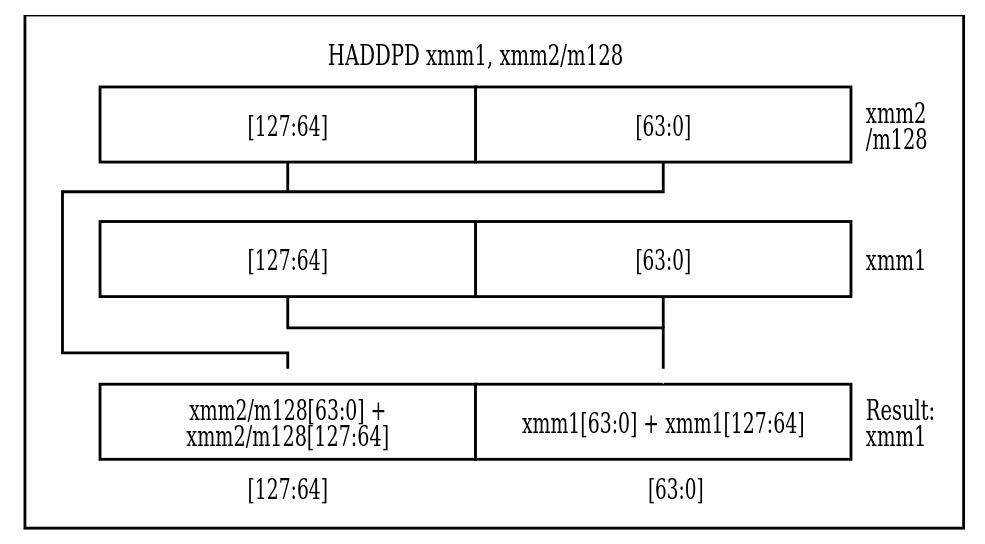 HADDPD xmm1, xmm2/m128
[127:64]
[63:0]
xmm2
/m128
[127:64]
[63:0]
xmm1
xmm2/m128[63:0] +
xmm2/m128[127:64]
xmm1[63:0] + xmm1[127:64]
Result:
xmm1
[127:64]
[63:0]